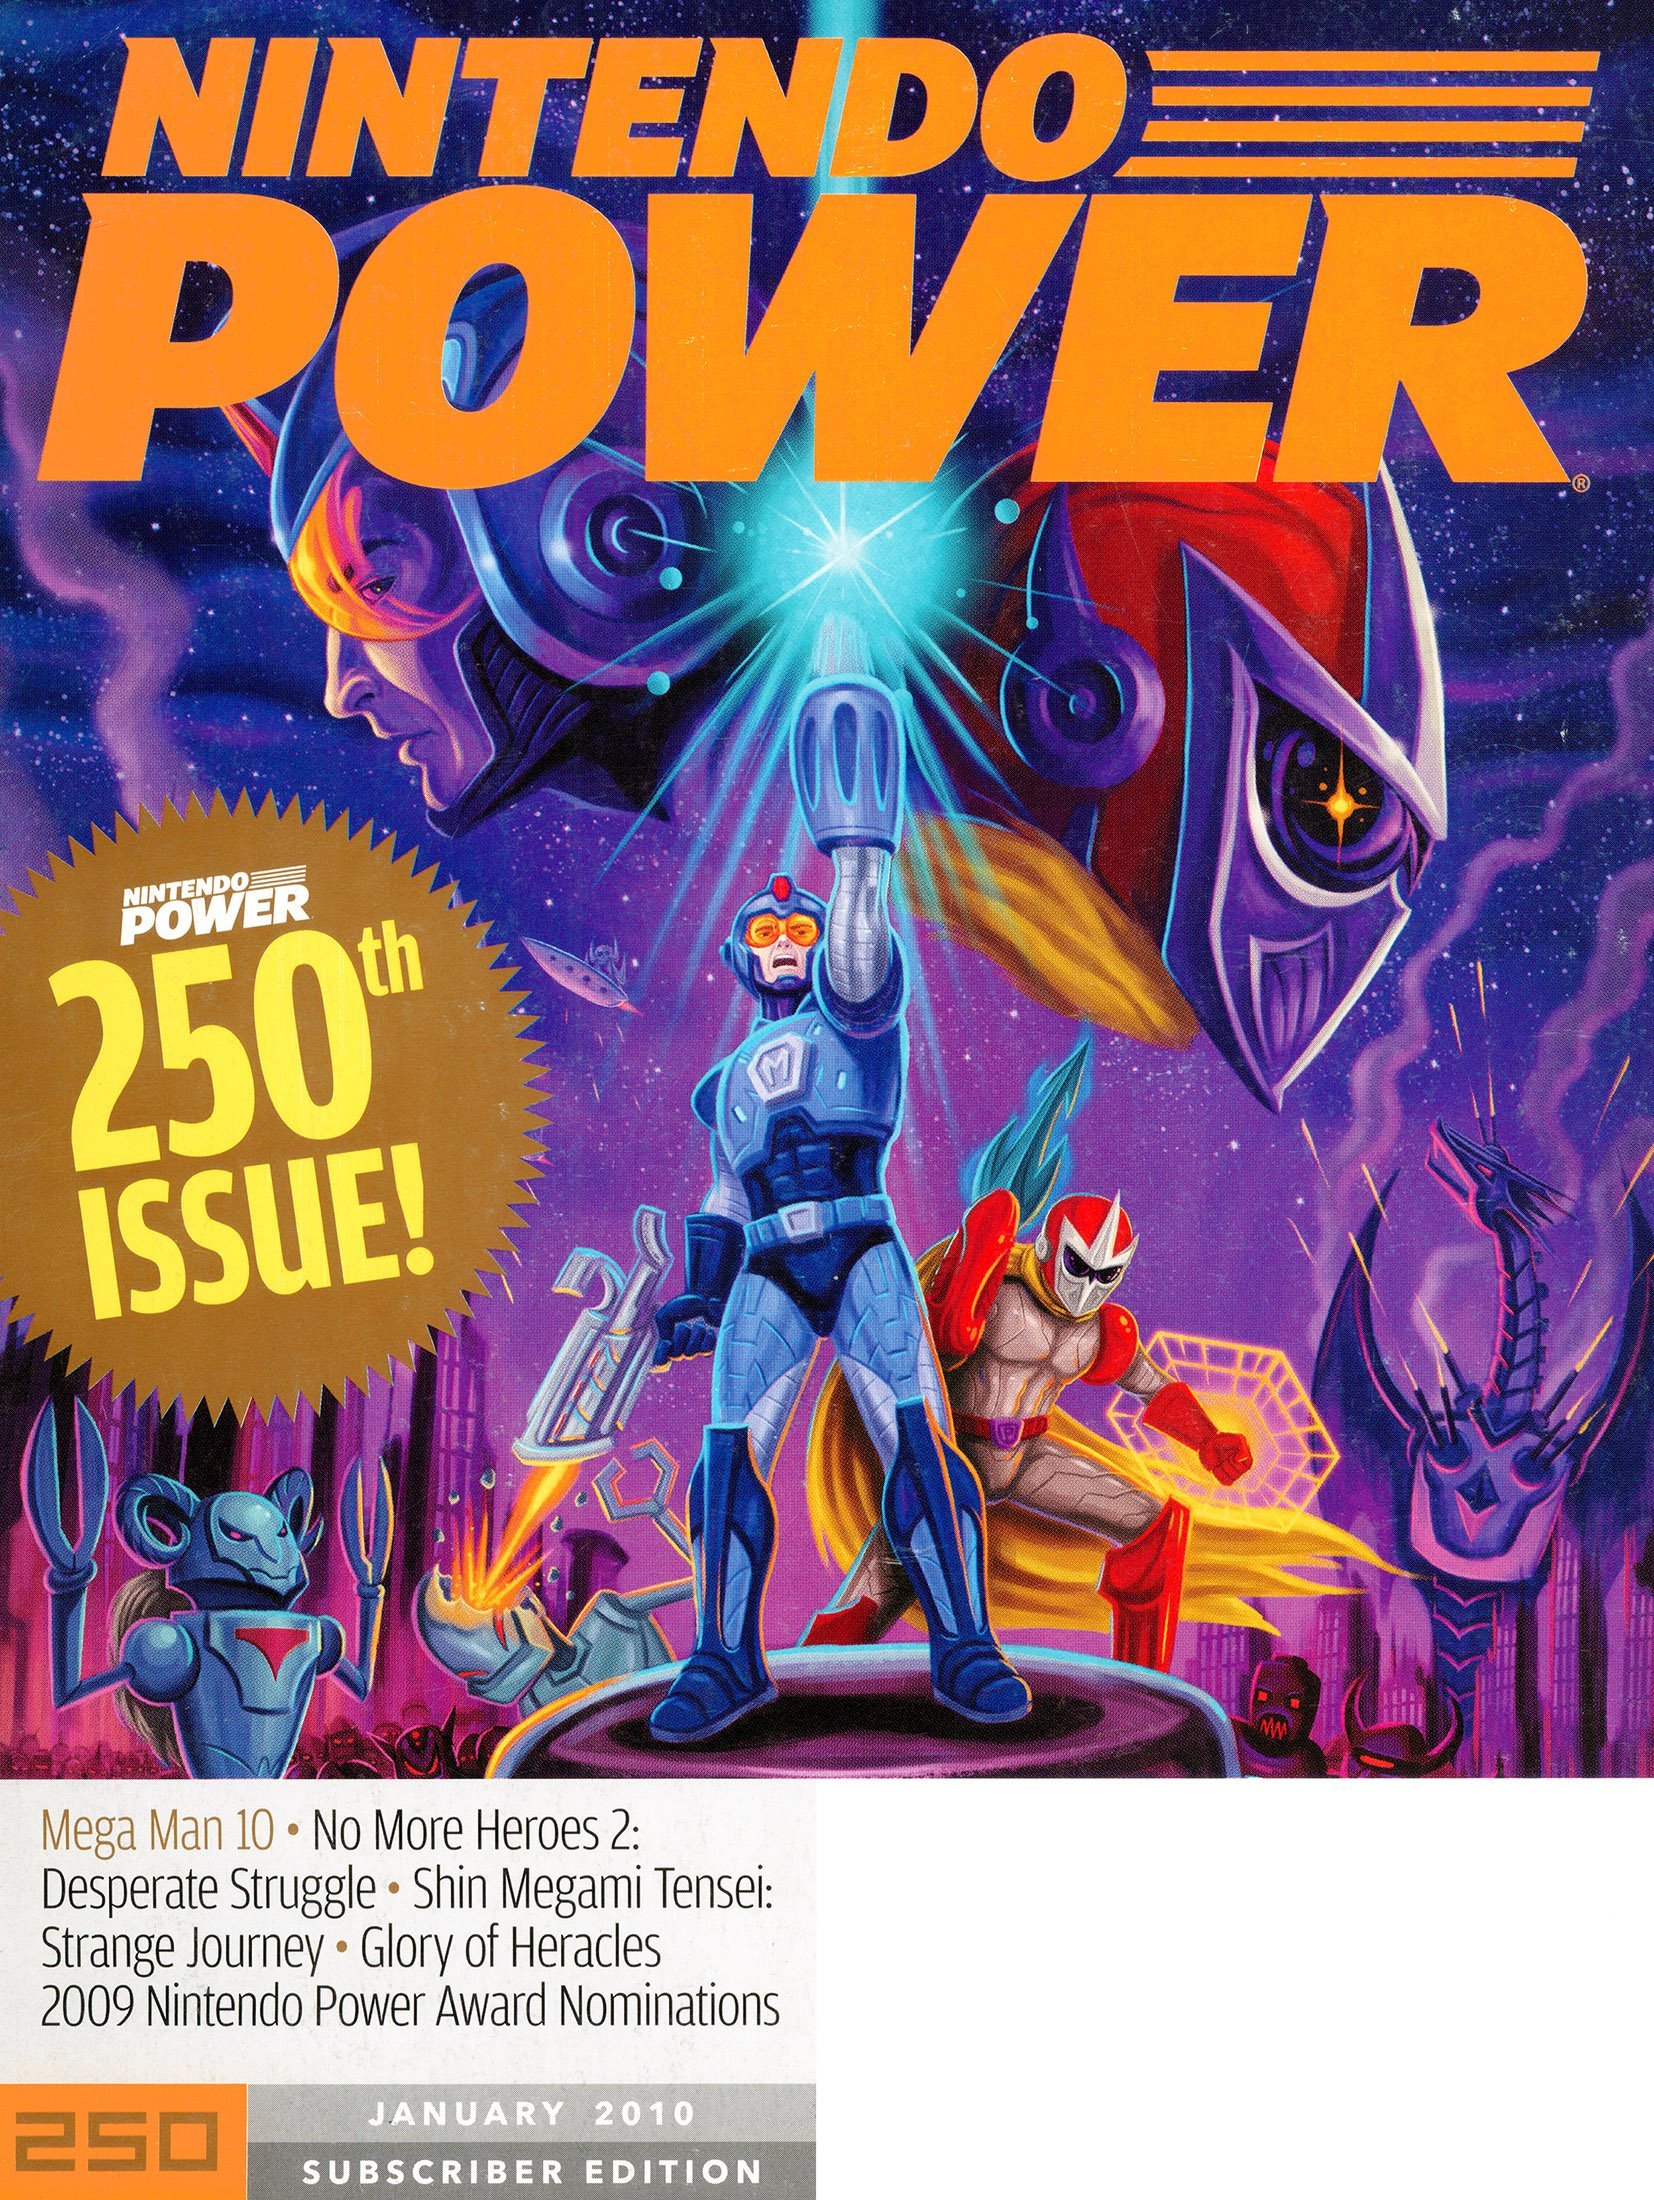 NINTENDO
POWER®
NINTENDO
POWER
250th
ISSUE!
M
Mega Man 10 • No More Heroes 2:
Desperate Struggle • Shin Megami Tensei:
Strange Journey • Glory of Heracles
2009 Nintendo Power Award Nominations
250
JANUARY 2010
SUBSCRIBER EDITION